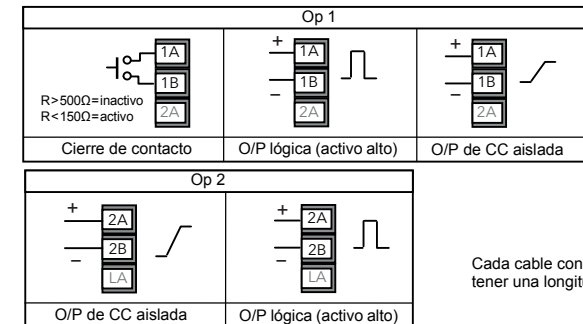 Op 1
1A
1B
2A
R>500Ω=inactivo
R<150Ω=activo
Cierre de contacto
+
1A
1B
–
2A
O/P lógica (activo alto)
+
1A
1B
–
2A
O/P de CC aislada
Op 2
+
2A
2B
–
LA
O/P de CC aislada
+
2A
2B
–
LA
O/P lógica (activo alto)
Cada cable con
tener una longit